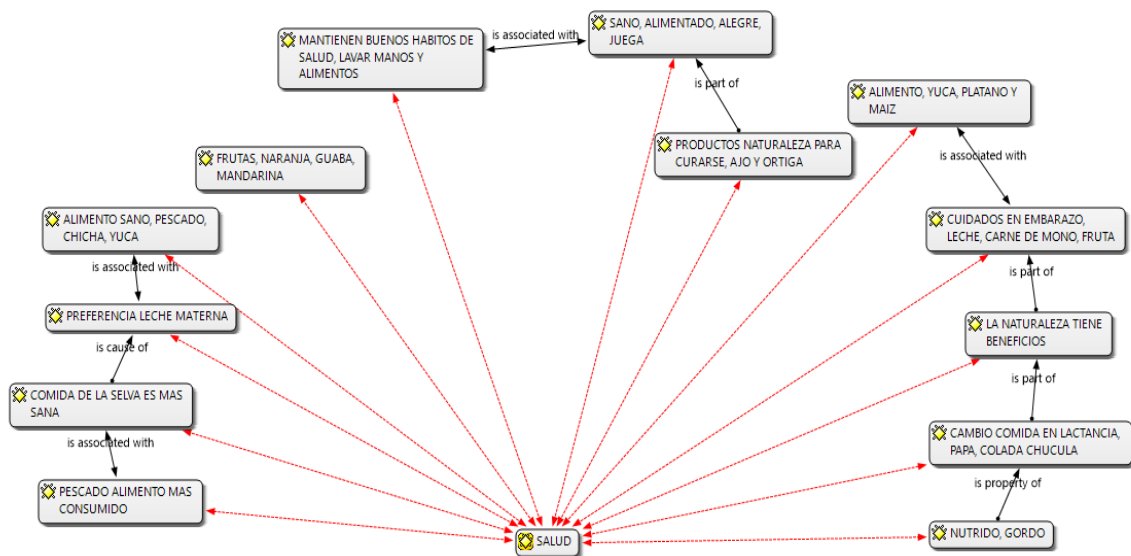 SANO, ALIMENTADO, ALEGRE,
JUEGA
is associated with
MANTIENEN BUENOS HABITOS DE
SALUD, LAVAR MANOS Y
ALIMENTOS
is part of
ALIMENTO, YUCA, PLATANO Y
MAIZ
PRODUCTOS NATURALEZA PARA
CURARSE, AJO Y ORTIGA
is associated with
FRUTAS, NARANJA, GUABA,
MANDARINA
ALIMENTO SANO, PESCADO,
CHICHA, YUCA
CUIDADOS EN EMBARAZO,
LECHE, CARNE DE MONO, FRUTA
is associated with
is part of
PREFERENCIA LECHE MATERNA
LA NATURALEZA TIENE
BENEFICIOS
is cause of
is part of
COMIDA DE LA SELVA ES MAS
SANA
CAMBIO COMIDA EN LACTANCIA,
PAPA, COLADA CHUCULA
is associated with
is property of
PESCADO ALIMENTO MAS
CONSUMIDO
NUTRIDO, GORDO
SALUD